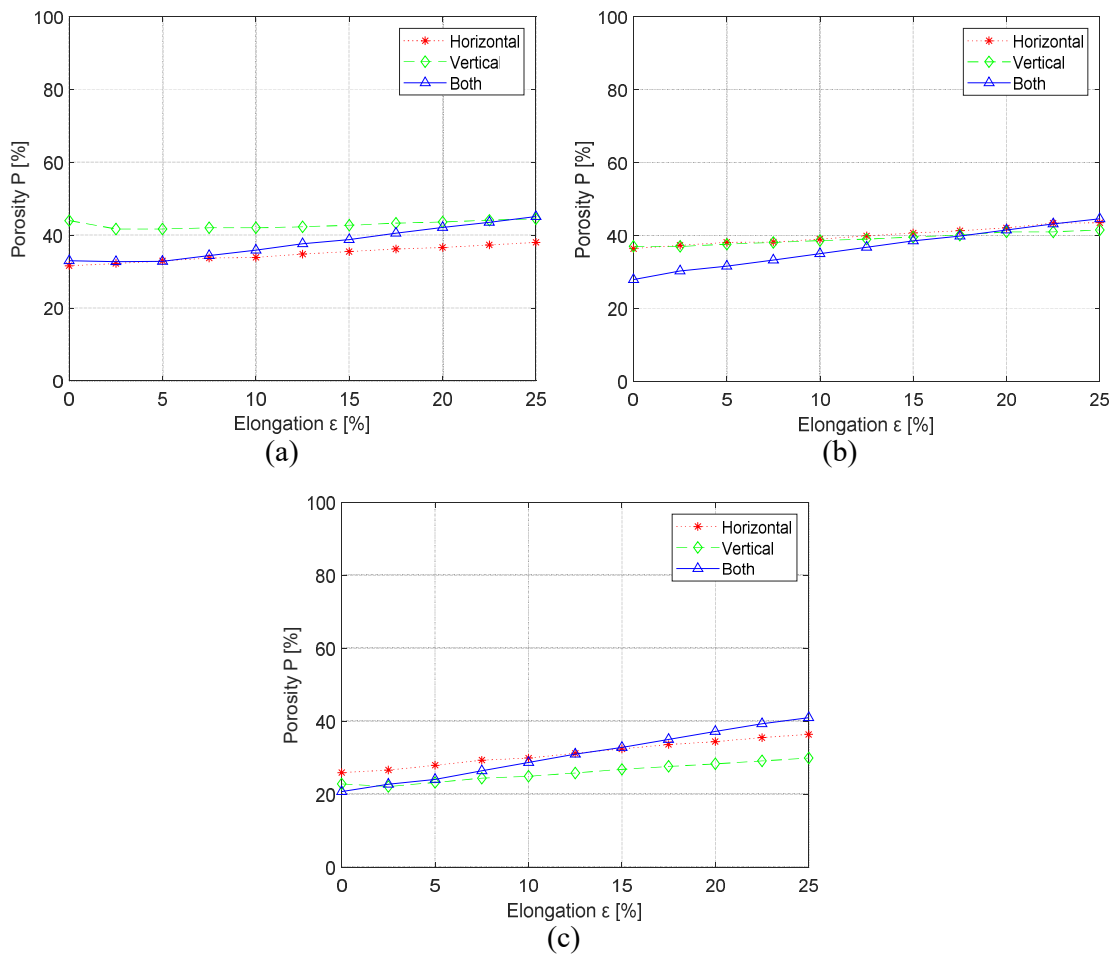 100
80
60
40
20
0
Porosity P [%]
0 5 10 15 20 25
Elongation ε [%]
Horizontal
Vertical
Both
(a)
100
80
60
40
20
0
Porosity P [%]
0 5 10 15 20 25
Elongation ε [%]
Horizontal
Vertical
Both
(b)
100
80
60
40
20
0
Porosity P [%]
0 5 10 15 20 25
Elongation ε [%]
Horizontal
Vertical
Both
(c)